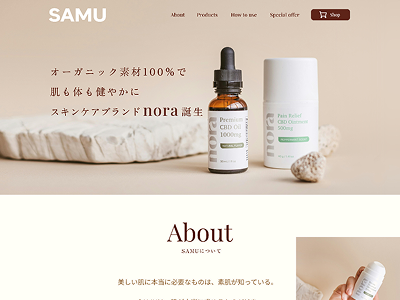 SAMU
About Products How to use Special offer Shop
オーガニック素材100%で
肌も体も健やかに
スキンケアブランドnora誕生
nora
Premium
CBD Oil
1000mg
nora
Pain Relief
CBD Ointment
1000mg
About
SAMUについて
美しい肌に本当に必要なものは、素肌が知っている。